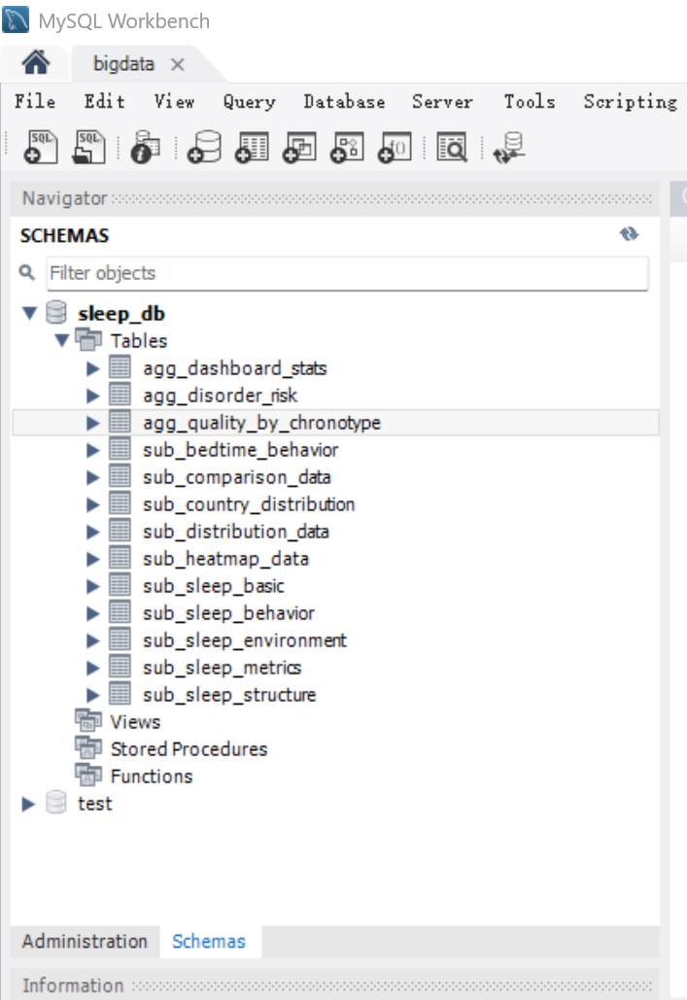 MySQL Workbench
bigdata
File Edit View Query Database Server Tools Scripting
SQL SQL
Navigator
SCHEMAS
Filter objects
sleep_db
Tables
agg_dashboard_stats
agg_disorder_risk
agg_quality_by_chronotype
sub_bedtime_behavior
sub_comparison_data
sub_country_distribution
sub_distribution_data
sub_heatmap_data
sub_sleep_basic
sub_sleep_behavior
sub_sleep_environment
sub_sleep_metrics
sub_sleep_structure
Views
Stored Procedures
Functions
test
Administration Schemas
Information